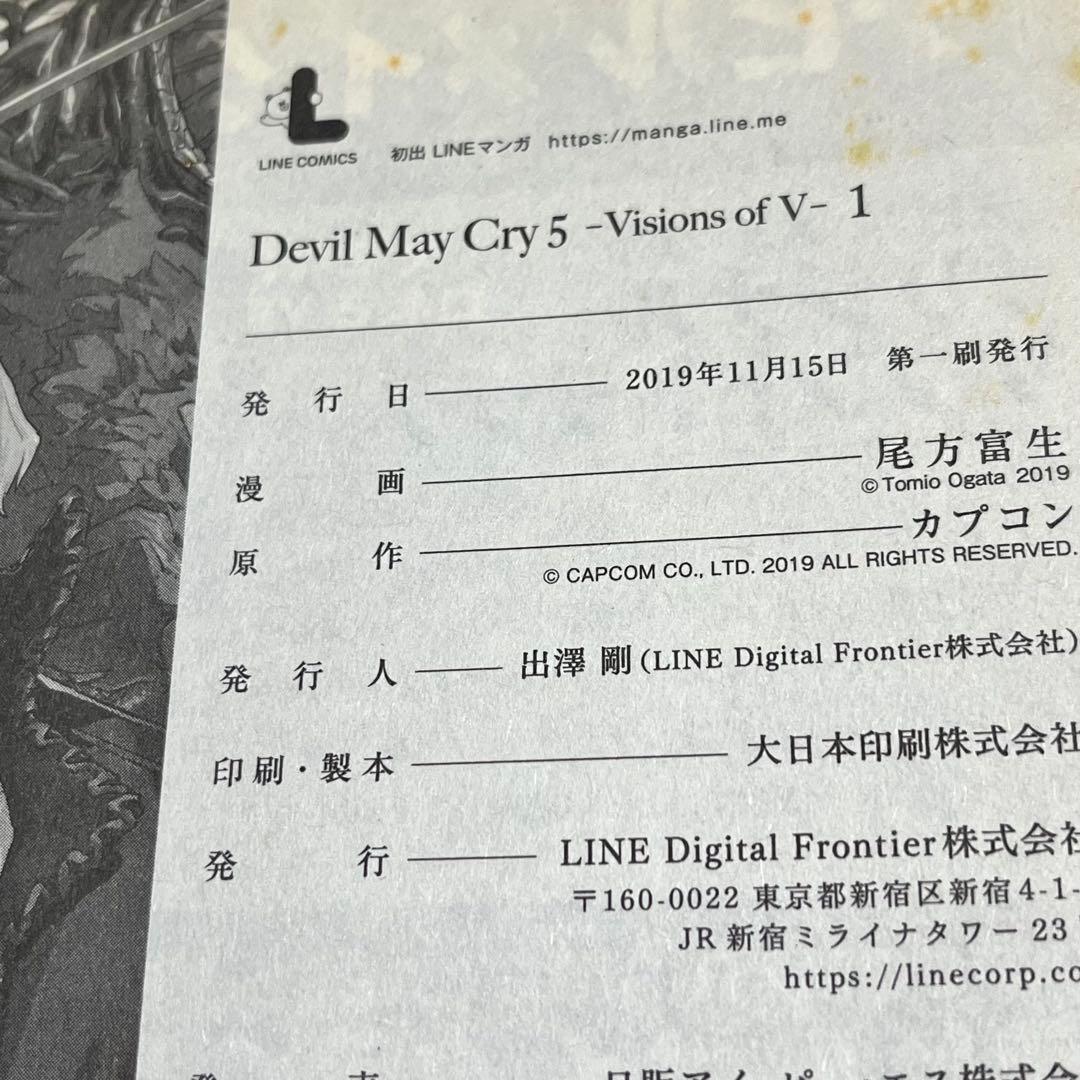 L
LINE COMICS 初出 LINEマンガ https://manga.line.me
Devil May Cry 5 -Visions of V- 1
発行日 2019年11月15日 第一刷発行
漫画 尾方富生
© Tomio Ogata 2019
原作 カプコン
© CAPCOM CO., LTD. 2019 ALL RIGHTS RESERVED.
発行人 出澤 剛(LINE Digital Frontier株式会社)
印刷・製本 大日本印刷株式会社
発行 LINE Digital Frontier株式会社
〒160-0022 東京都新宿区新宿4-1-
JR新宿ミライナタワー 23
https://linecorp.co